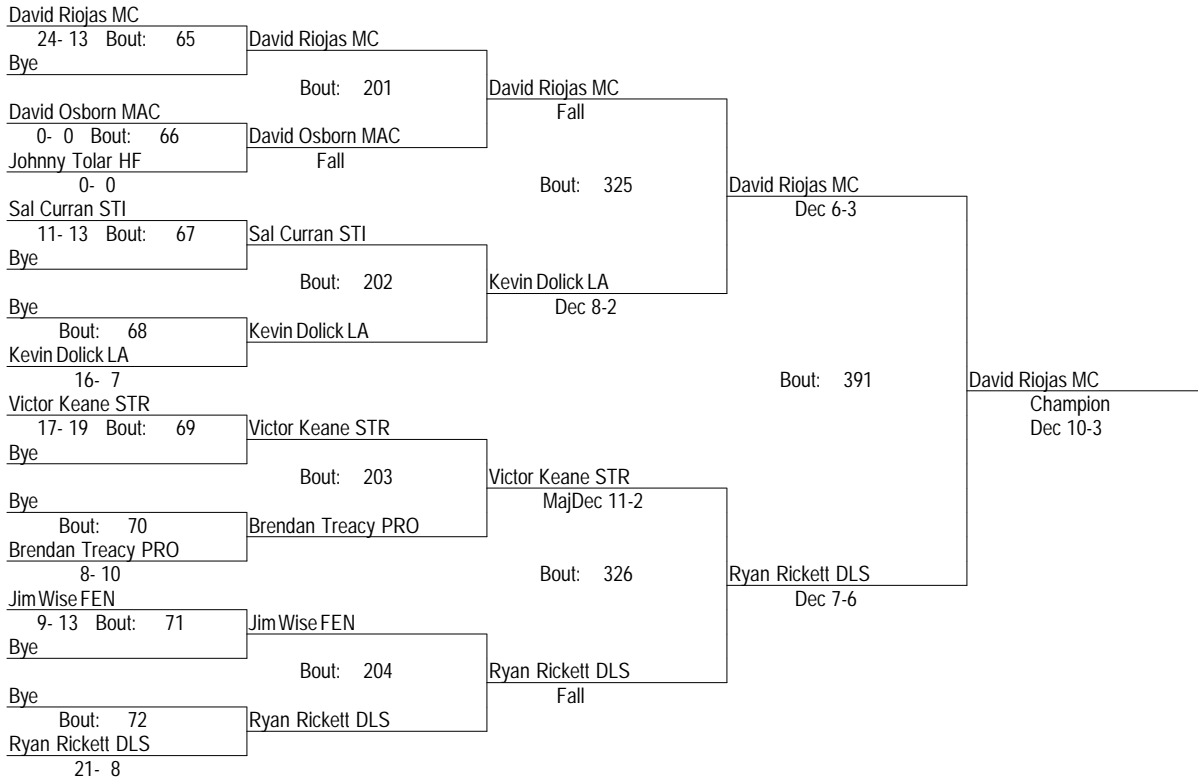 David Riojas MC
24- 13 Bout: 65
David Riojas MC
Bye
Bout: 201
David Riojas MC
David Osborn MAC
Fall
0- 0 Bout: 66
David Osborn MAC
Johnny Tolar HF
Fall
0- 0
Bout: 325
David Riojas MC
Sal Curran STI
Dec 6-3
11- 13 Bout: 67
Sal Curran STI
Bye
Bout: 202
Kevin Dolick LA
Bye
Dec 8-2
Bout: 68
Kevin Dolick LA
Kevin Dolick LA
16- 7
Bout: 391
David Riojas MC
Victor Keane STR
Champion
17- 19 Bout: 69
Victor Keane STR
Dec 10-3
Bye
Bout: 203
Victor Keane STR
Bye
MajDec 11-2
Bout: 70
Brendan Treacy PRO
Brendan Treacy PRO
8- 10
Bout: 326
Ryan Rickett DLS
Jim Wise FEN
Dec 7-6
9- 13 Bout: 71
Jim Wise FEN
Bye
Bout: 204
Ryan Rickett DLS
Bye
Fall
Bout: 72
Ryan Rickett DLS
Ryan Rickett DLS
21- 8